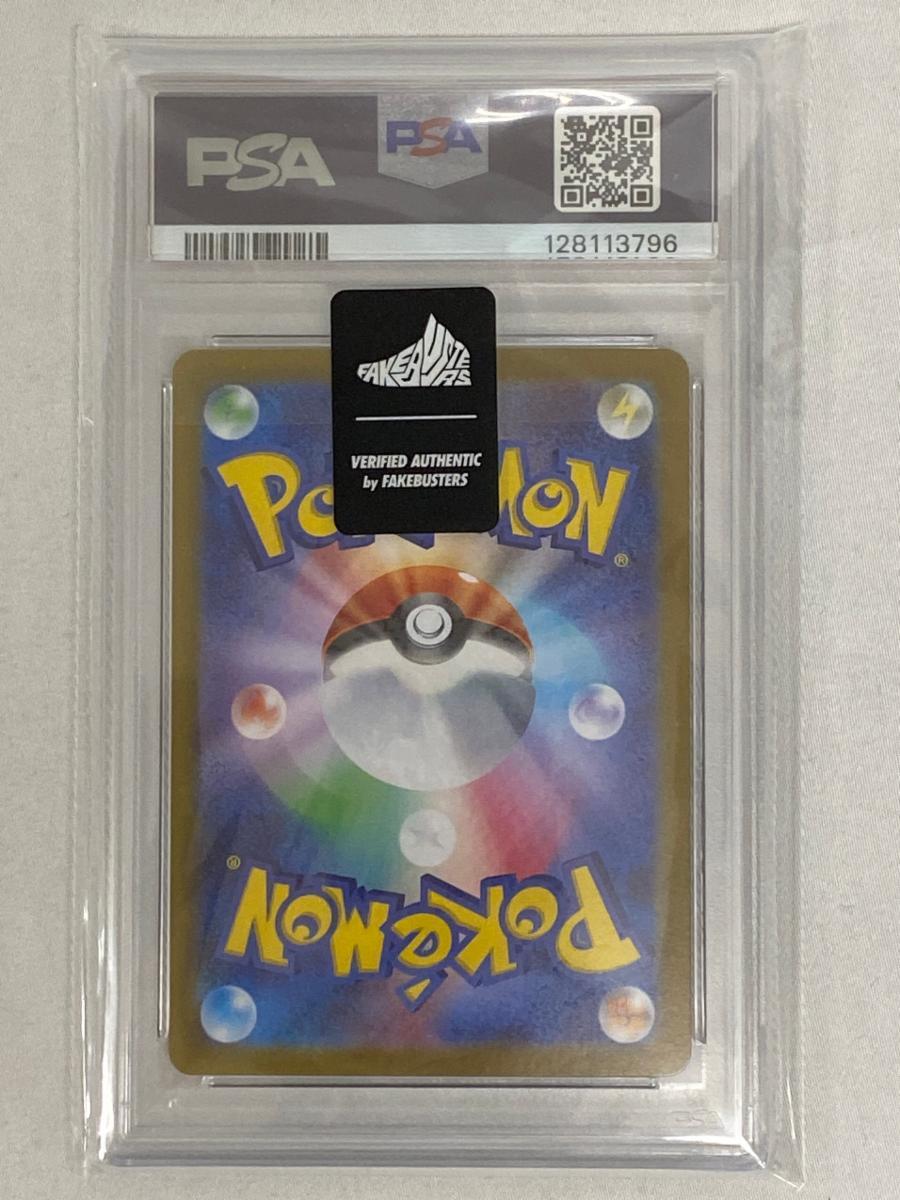 PSA
PSA
128113796
FAKEBUSTERS
VERIFIED AUTHENTIC
by FAKEBUSTERS
POKéMON
®
®
POKéMON